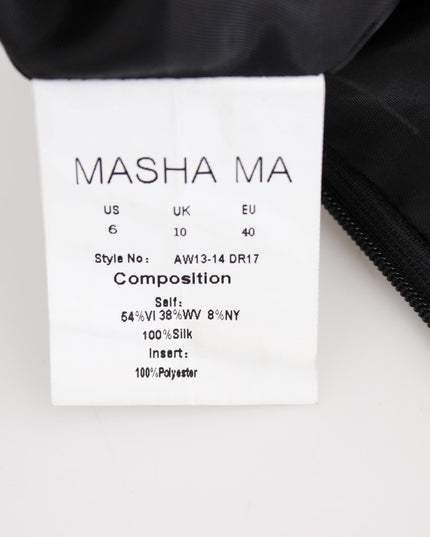 MASHA MA
US UK EU
6 10 40
Style No: AW13-14 DR17
Composition
Self:
54%VI 38%WV 8%NY
100%Silk
Insert:
100%Polyester